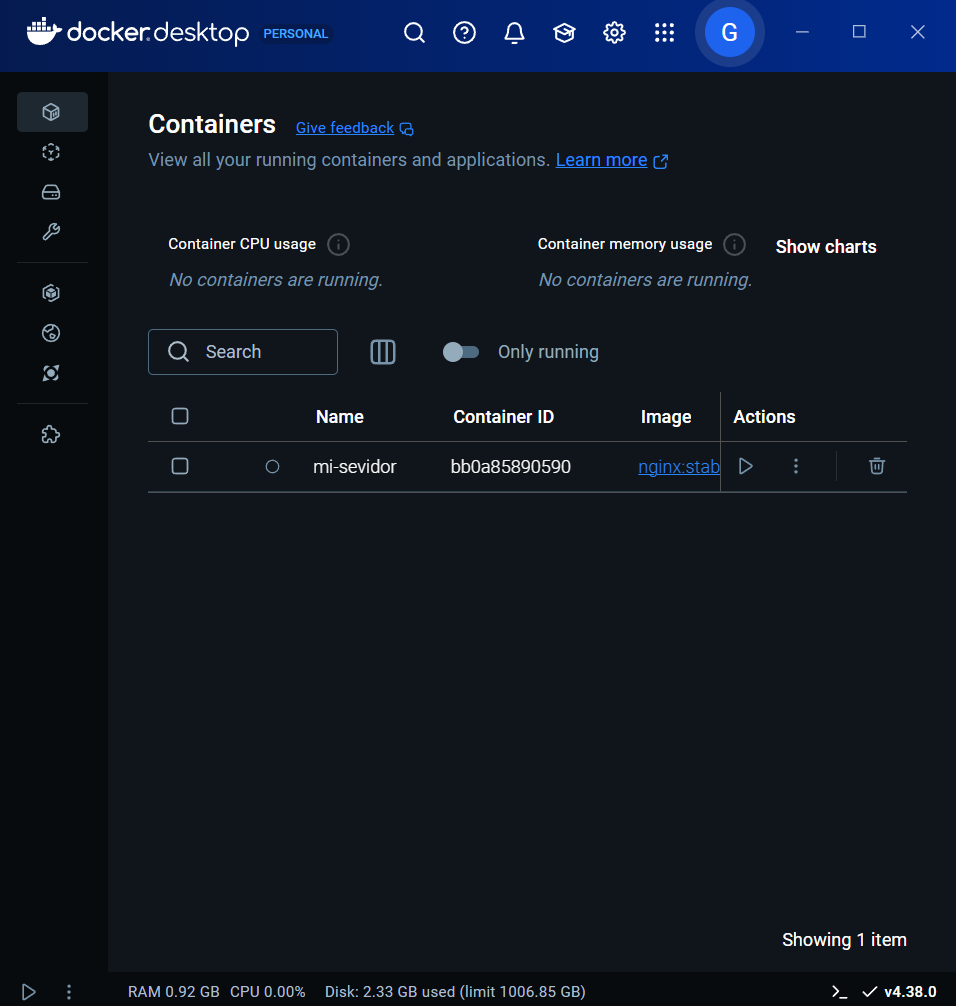 docker.desktop PERSONAL G
Containers Give feedback
View all your running containers and applications. Learn more
Container CPU usage Container memory usage Show charts
No containers are running. No containers are running.
Search Only running
Name Container ID Image Actions
mi-sevidor bb0a85890590 nginx:stab
Showing 1 item
RAM 0.92 GB CPU 0.00% Disk: 2.33 GB used (limit 1006.85 GB) >_ v4.38.0